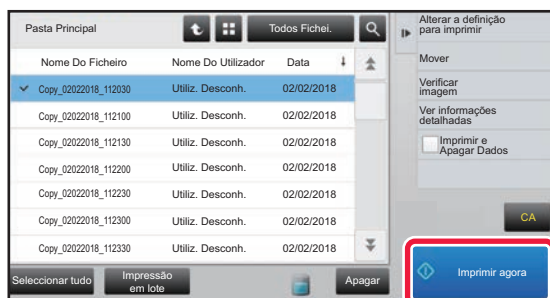 Pasta Principal
Todos Fichei.
Nome Do Ficheiro Nome Do Utilizador Data
Copy_02022018_112030 Utiliz. Desconh. 02/02/2018
Copy_02022018_112100 Utiliz. Desconh. 02/02/2018
Copy_02022018_112130 Utiliz. Desconh. 02/02/2018
Copy_02022018_112200 Utiliz. Desconh. 02/02/2018
Copy_02022018_112230 Utiliz. Desconh. 02/02/2018
Copy_02022018_112300 Utiliz. Desconh. 02/02/2018
Copy_02022018_112330 Utiliz. Desconh. 02/02/2018
Seleccionar tudo
Impressão
em lote
Apagar
Alterar a definição
para imprimir
Mover
Verificar
imagem
Ver informações
detalhadas
Imprimir e
Apagar Dados
CA
Imprimir agora